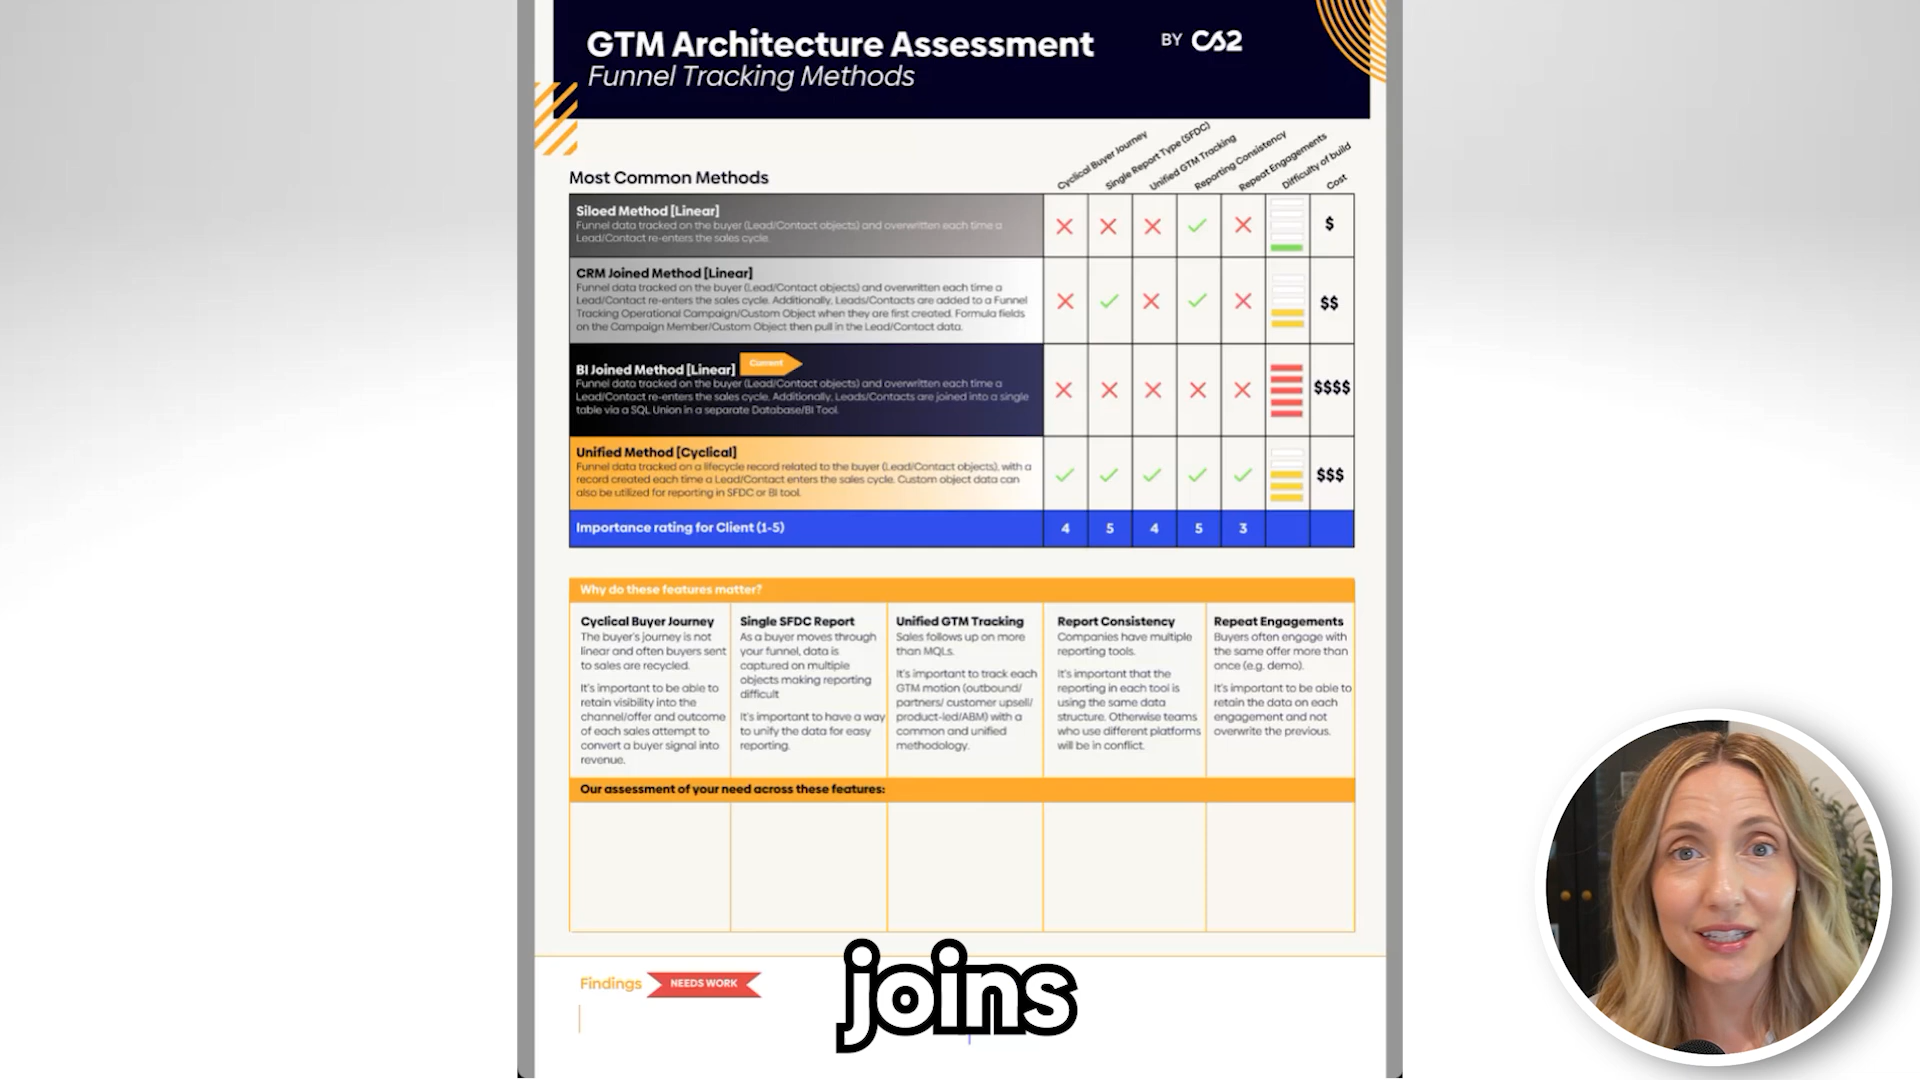 GTM Architecture Assessment
BY CS2
Funnel Tracking Methods
Cyclical Buyer Journey
Single Report Type (SFDC)
Unified GTM Tracking
Reporting Consistency
Repeat Engagements
Difficulty of build
Cost
Most Common Methods
Siloed Method [Linear]
Funnel data tracked on the buyer (Lead/Contact objects) and overwritten each time a
Lead/Contact re-enters the sales cycle.
$
CRM Joined Method [Linear]
Funnel data tracked on the buyer (Lead/Contact objects) and overwritten each time a
Lead/Contact re-enters the sales cycle. Additionally, Leads/Contacts are added to a Funnel
Tracking Operational Campaign/Custom Object when they are first created. Formula fields
on the Campaign Member/Custom Object then pull in the Lead/Contact data.
$$
BI Joined Method [Linear]
Current
Funnel data tracked on the buyer (Lead/Contact objects) and overwritten each time a
Lead/Contact re-enters the sales cycle. Additionally, Leads/Contacts are joined into a single
table via a SQL Union in a separate Database/BI Tool.
$$$$
Unified Method [Cyclical]
Funnel data tracked on a lifecycle record related to the buyer (Lead/Contact objects), with a
record created each time a Lead/Contact enters the sales cycle. Custom object data can
also be utilized for reporting in SFDC or BI tool.
$$$
Importance rating for Client (1-5)
4 5 4 5 3
Why do these features matter?
Cyclical Buyer Journey
The buyer's journey is not
linear and often buyers sent
to sales are recycled.
It's important to be able to
retain visibility into the
channel/offer and outcome
of each sales attempt to
convert a buyer signal into
revenue.
Single SFDC Report
As a buyer moves through
your funnel, data is
captured on multiple
objects making reporting
difficult
It's important to have a way
to unify the data for easy
reporting.
Unified GTM Tracking
Sales follows up on more
than MQLs.
It's important to track each
GTM motion (outbound/
partners/ customer upsell/
product-led/ABM) with a
common and unified
methodology.
Report Consistency
Companies have multiple
reporting tools.
It's important that the
reporting in each tool is
using the same data
structure. Otherwise teams
who use different platforms
will be in conflict.
Repeat Engagements
Buyers often engage with
the same offer more than
once (e.g. demo).
It's important to be able to
retain the data on each
engagement and not
overwrite the previous.
Our assessment of your need across these features:
Findings
NEEDS WORK
joins